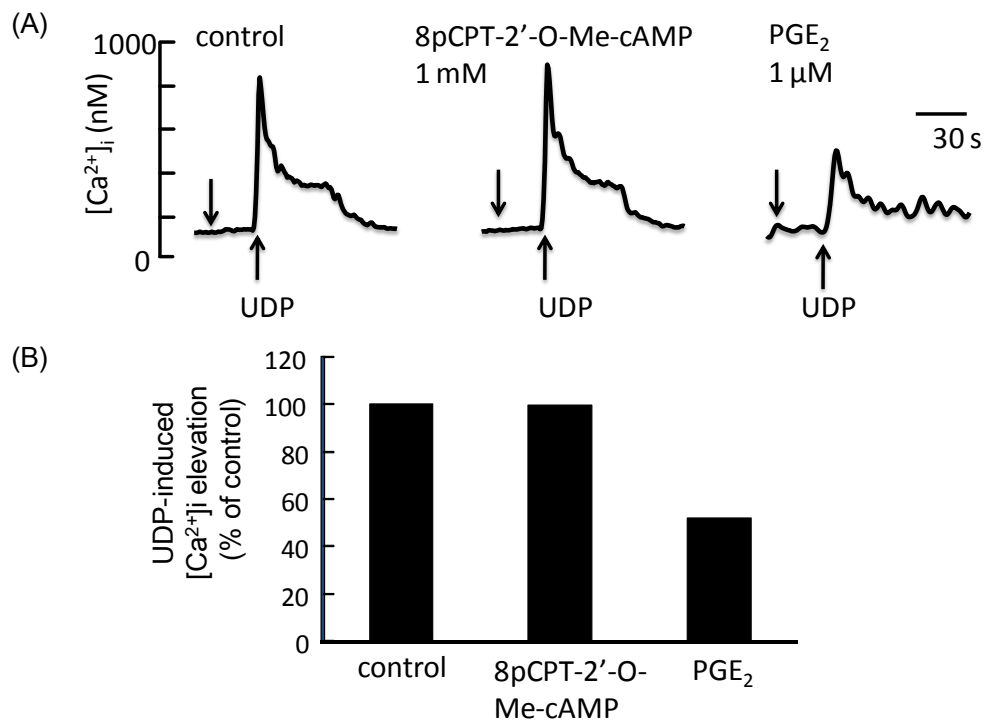 (A)
1000
0
[Ca²⁺]ᵢ (nM)
control
8pCPT-2’-O-Me-cAMP
1 mM
PGE₂
1 μM
30 s
UDP
UDP
UDP
(B)
UDP-induced
[Ca²⁺]i elevation
(% of control)
120
100
80
60
40
20
0
control
8pCPT-2’-O-
Me-cAMP
PGE₂